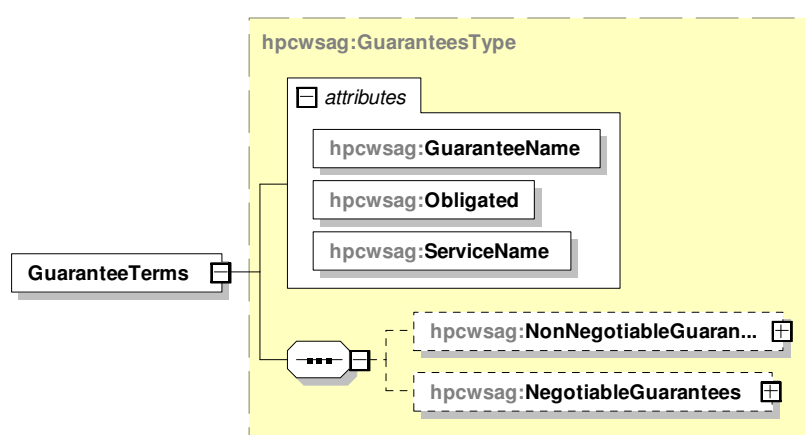 hpcwsag:GuaranteesType
attributes
hpcwsag:GuaranteeName
hpcwsag:Obligated
hpcwsag:ServiceName
GuaranteeTerms
hpcwsag:NonNegotiableGuaran...
hpcwsag:NegotiableGuarantees